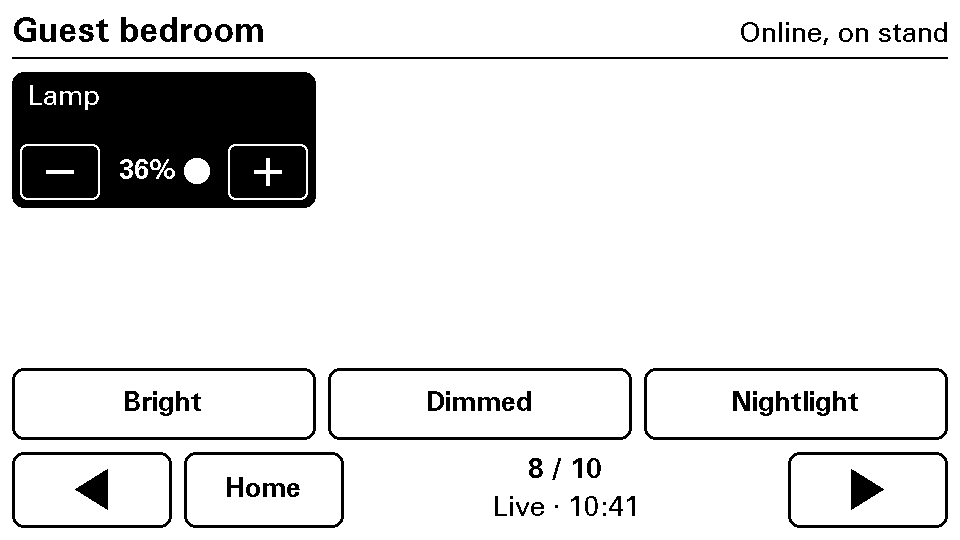 Guest bedroom
Online, on stand
Lamp
− 36% +
Bright
Dimmed
Nightlight
Home
8 / 10
Live · 10:41